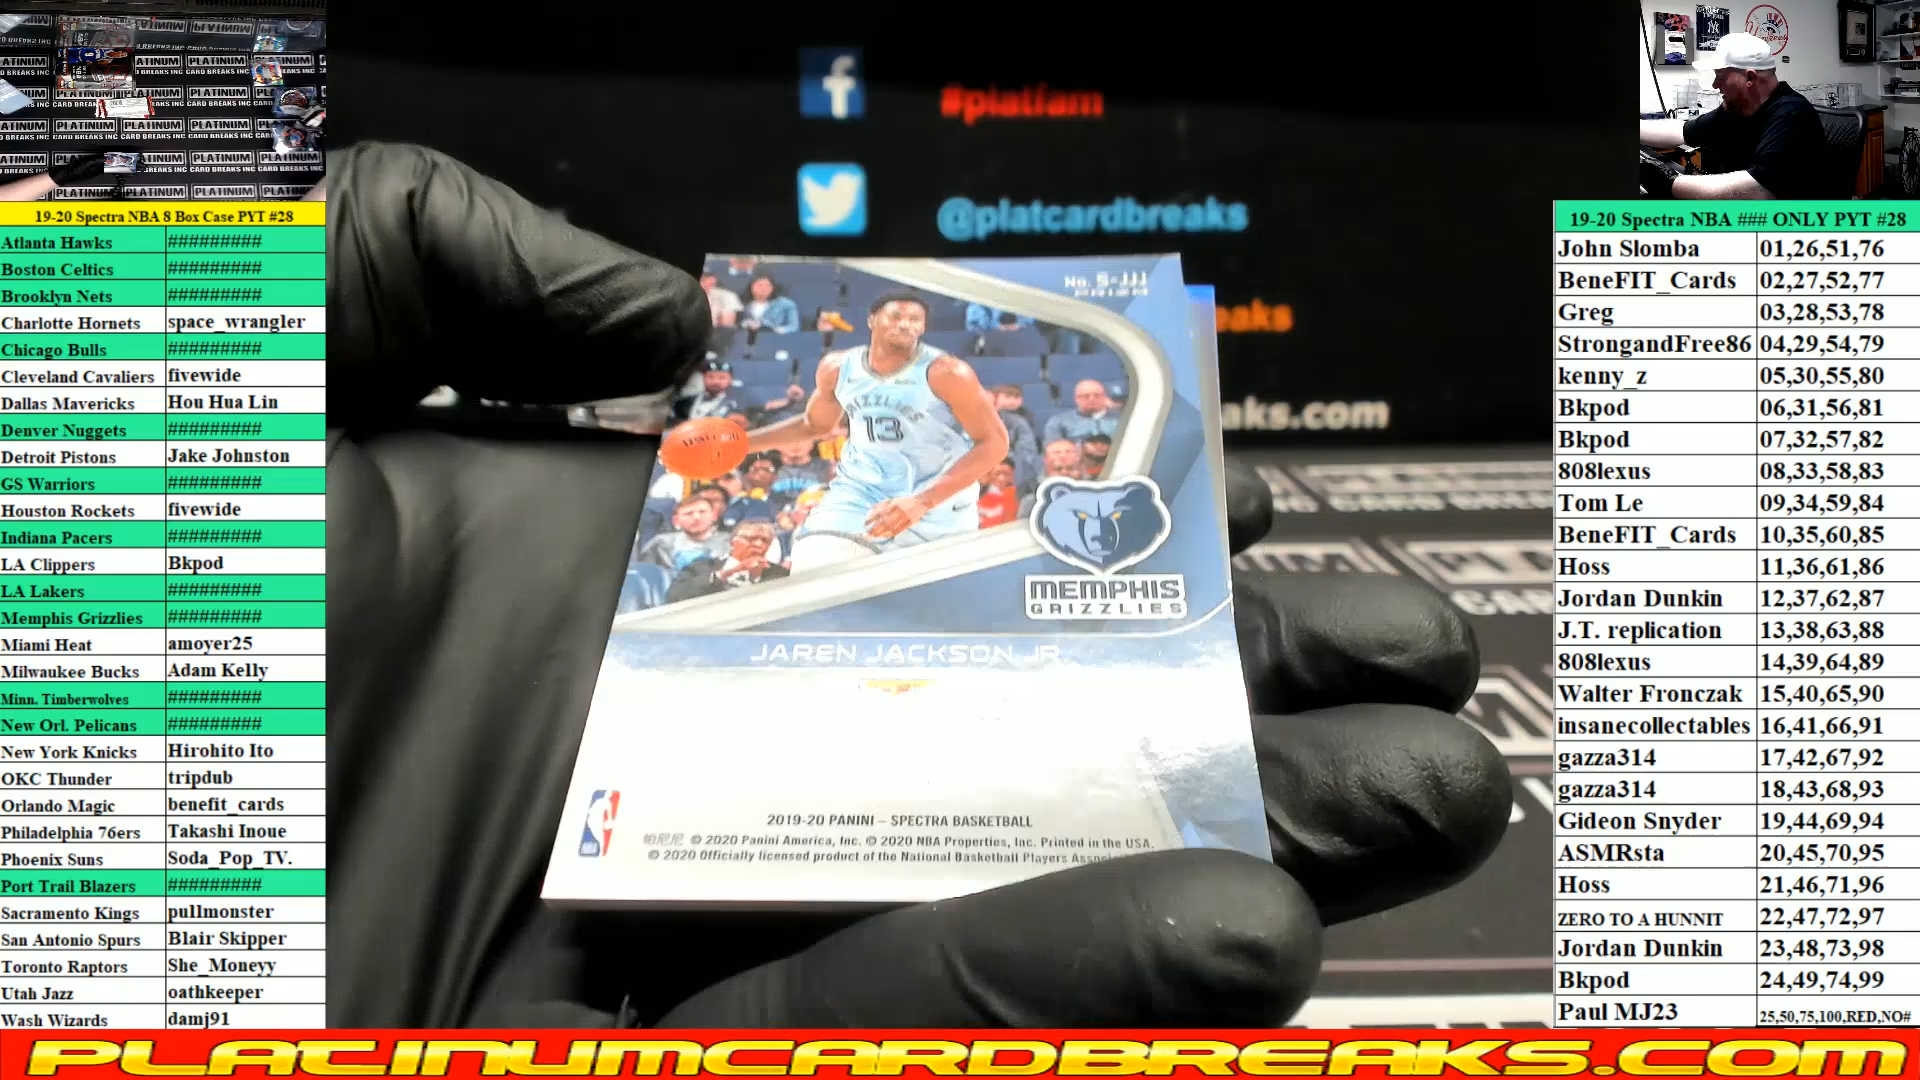 19-20 Spectra NBA 8 Box Case PYT #28
Atlanta Hawks #########
Boston Celtics #########
Brooklyn Nets #########
Charlotte Hornets space_wrangler
Chicago Bulls #########
Cleveland Cavaliers fivewide
Dallas Mavericks Hou Hua Lin
Denver Nuggets #########
Detroit Pistons Jake Johnston
GS Warriors #########
Houston Rockets fivewide
Indiana Pacers #########
LA Clippers Bkpod
LA Lakers #########
Memphis Grizzlies #########
Miami Heat amoyer25
Milwaukee Bucks Adam Kelly
Minn. Timberwolves #########
New Orl. Pelicans #########
New York Knicks Hirohito Ito
OKC Thunder tripdub
Orlando Magic benefit_cards
Philadelphia 76ers Takashi Inoue
Phoenix Suns Soda_Pop_TV.
Port Trail Blazers #########
Sacramento Kings pullmonster
San Antonio Spurs Blair Skipper
Toronto Raptors She_Moneyy
Utah Jazz oathkeeper
Wash Wizards damj91
#platfam
@platcardbreaks
eaks
aks.com
No. S-JJJ
PRIZM
GRIZZLIES
13
MEMPHIS
GRIZZLIES
JAREN JACKSON JR.
2019-20 PANINI – SPECTRA BASKETBALL
© 2020 Panini America, Inc. © 2020 NBA Properties, Inc. Printed in the USA.
© 2020 Officially licensed product of the National Basketball Players
19-20 Spectra NBA ### ONLY PYT #28
John Slomba 01,26,51,76
BeneFIT_Cards 02,27,52,77
Greg 03,28,53,78
StrongandFree86 04,29,54,79
kenny_z 05,30,55,80
Bkpod 06,31,56,81
Bkpod 07,32,57,82
808lexus 08,33,58,83
Tom Le 09,34,59,84
BeneFIT_Cards 10,35,60,85
Hoss 11,36,61,86
Jordan Dunkin 12,37,62,87
J.T. replication 13,38,63,88
808lexus 14,39,64,89
Walter Fronczak 15,40,65,90
insanecollectables 16,41,66,91
gazza314 17,42,67,92
gazza314 18,43,68,93
Gideon Snyder 19,44,69,94
ASMRsta 20,45,70,95
Hoss 21,46,71,96
ZERO TO A HUNNIT 22,47,72,97
Jordan Dunkin 23,48,73,98
Bkpod 24,49,74,99
Paul MJ23 25,50,75,100,RED,NO#
PLATINUMCARDBREAKS.COM